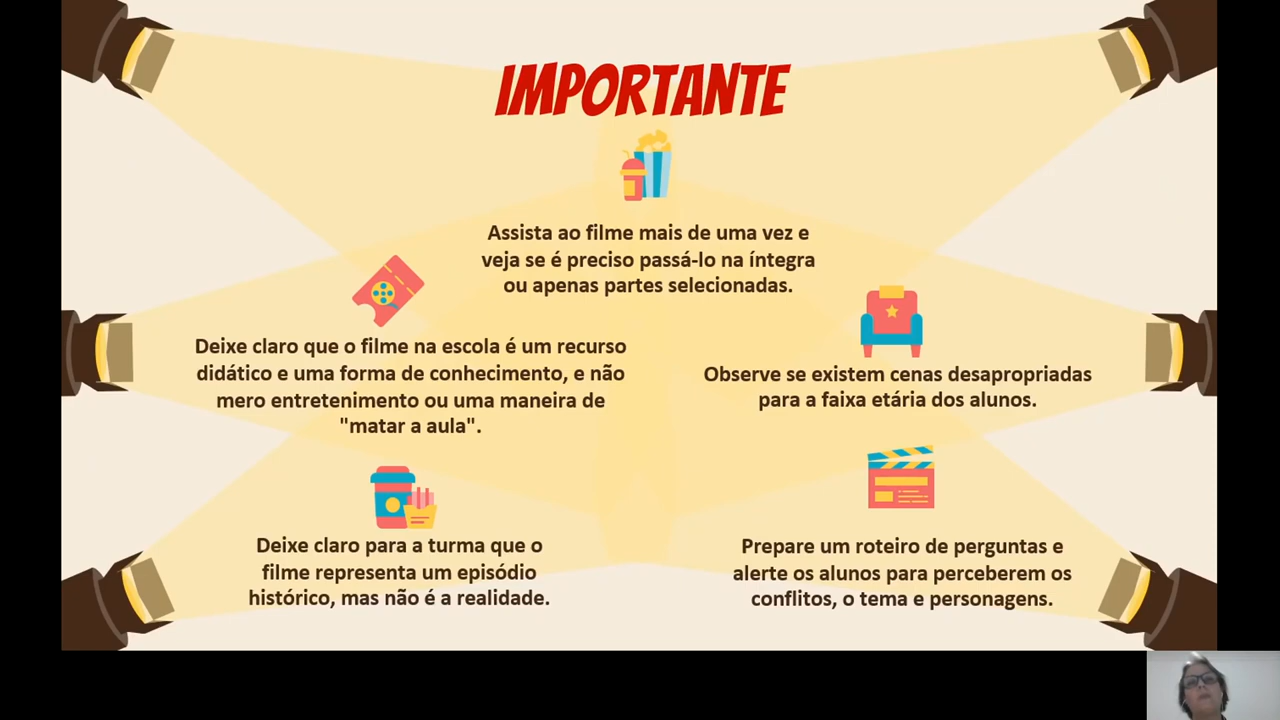 IMPORTANTE
Assista ao filme mais de uma vez e
veja se é preciso passá-lo na íntegra
ou apenas partes selecionadas.
Deixe claro que o filme na escola é um recurso
didático e uma forma de conhecimento, e não
mero entretenimento ou uma maneira de
"matar a aula".
Observe se existem cenas desapropriadas
para a faixa etária dos alunos.
Deixe claro para a turma que o
filme representa um episódio
histórico, mas não é a realidade.
Prepare um roteiro de perguntas e
alerte os alunos para perceberem os
conflitos, o tema e personagens.